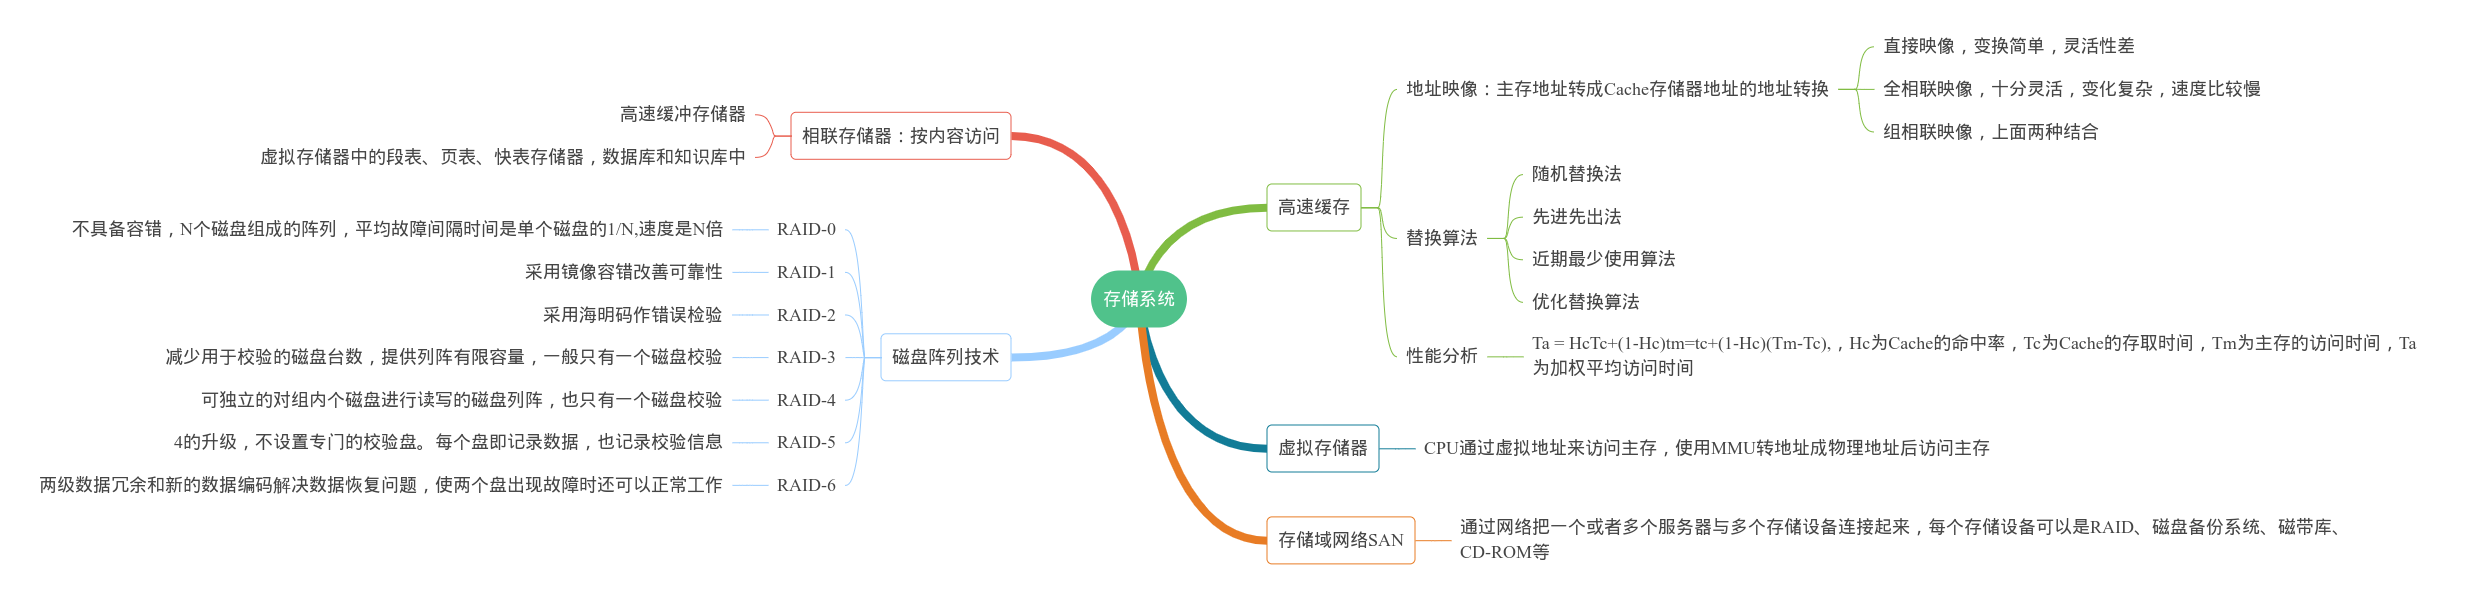 存储系统
相联存储器：按内容访问
高速缓冲存储器
虚拟存储器中的段表、页表、快表存储器，数据库和知识库中
磁盘阵列技术
RAID-0
不具备容错，N个磁盘组成的阵列，平均故障间隔时间是单个磁盘的1/N,速度是N倍
RAID-1
采用镜像容错改善可靠性
RAID-2
采用海明码作错误检验
RAID-3
减少用于校验的磁盘台数，提供列阵有限容量，一般只有一个磁盘校验
RAID-4
可独立的对组内个磁盘进行读写的磁盘列阵，也只有一个磁盘校验
RAID-5
4的升级，不设置专门的校验盘。每个盘即记录数据，也记录校验信息
RAID-6
两级数据冗余和新的数据编码解决数据恢复问题，使两个盘出现故障时还可以正常工作
高速缓存
地址映像：主存地址转成Cache存储器地址的地址转换
直接映像，变换简单，灵活性差
全相联映像，十分灵活，变化复杂，速度比较慢
组相联映像，上面两种结合
替换算法
随机替换法
先进先出法
近期最少使用算法
优化替换算法
性能分析
Ta = HcTc+(1-Hc)tm=tc+(1-Hc)(Tm-Tc),，Hc为Cache的命中率，Tc为Cache的存取时间，Tm为主存的访问时间，Ta
为加权平均访问时间
虚拟存储器
CPU通过虚拟地址来访问主存，使用MMU转地址成物理地址后访问主存
存储域网络SAN
通过网络把一个或者多个服务器与多个存储设备连接起来，每个存储设备可以是RAID、磁盘备份系统、磁带库、
CD-ROM等